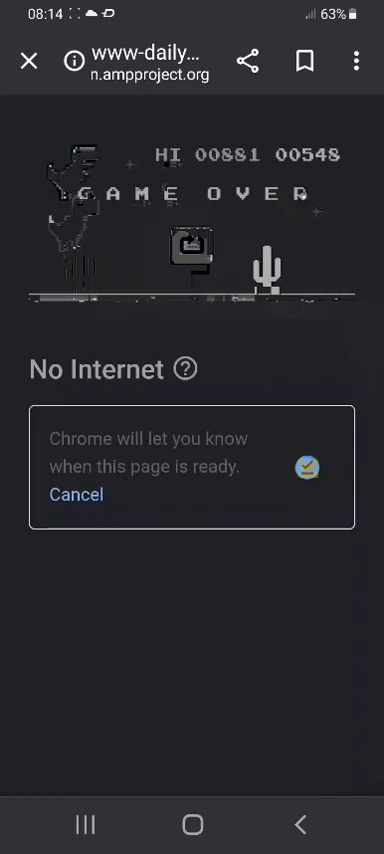 08:14 63%
www-daily...
n.ampproject.org
HI 00881 00548
GAME OVER
No Internet
Chrome will let you know
when this page is ready.
Cancel